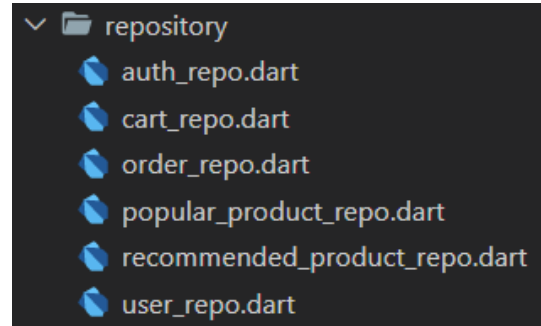 repository
auth_repo.dart
cart_repo.dart
order_repo.dart
popular_product_repo.dart
recommended_product_repo.dart
user_repo.dart